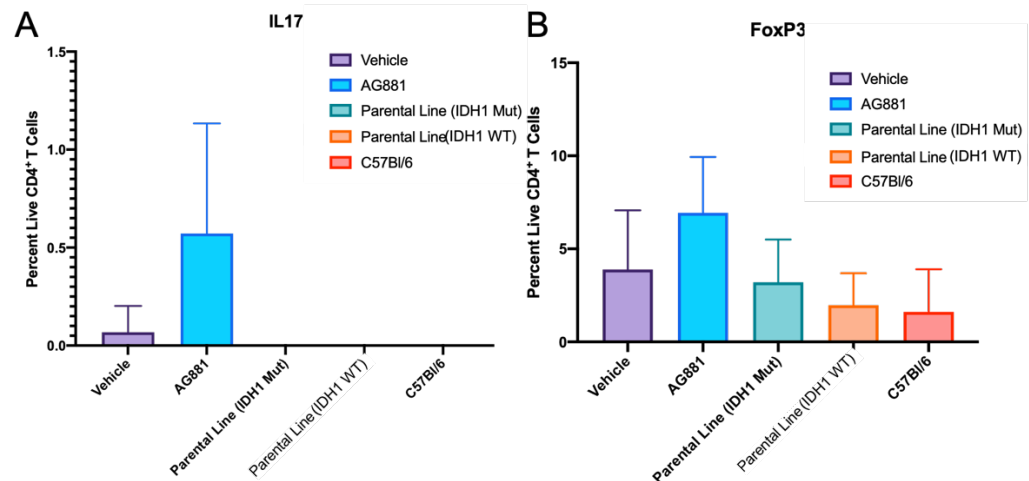 A
IL17
1.5
1.0
0.5
0.0
Percent Live CD4⁺ T Cells
Vehicle
AG881
Parental Line (IDH1 Mut)
Parental Line(IDH1 WT)
C57Bl/6
Vehicle
AG881
Parental Line (IDH1 Mut)
Parental Line (IDH1 WT)
C57Bl/6
B
FoxP3
15
10
5
0
Percent Live CD4⁺ T Cells
Vehicle
AG881
Parental Line (IDH1 Mut)
Parental Line (IDH1 WT)
C57Bl/6
Vehicle
AG881
Parental Line (IDH1 Mut)
Parental Line (IDH1 WT)
C57Bl/6